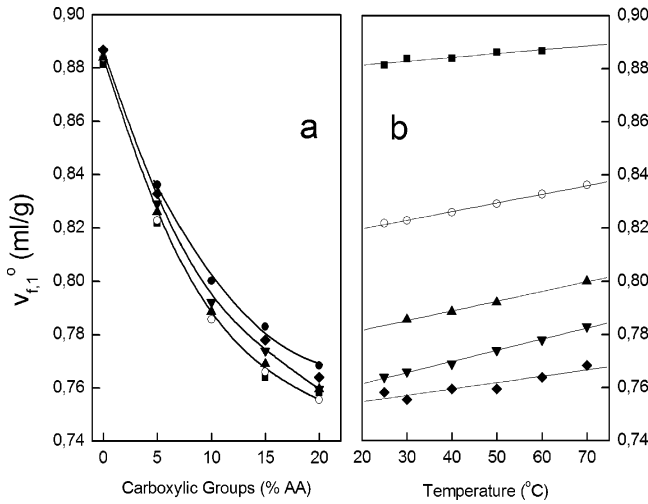 0,90
0,88
0,86
0,84
0,82
0,80
0,78
0,76
0,74
v f,1 o (ml/g)
a
0 5 10 15 20
Carboxylic Groups (% AA)
b
20 30 40 50 60 70
Temperature (oC)
0,90
0,88
0,86
0,84
0,82
0,80
0,78
0,76
0,74